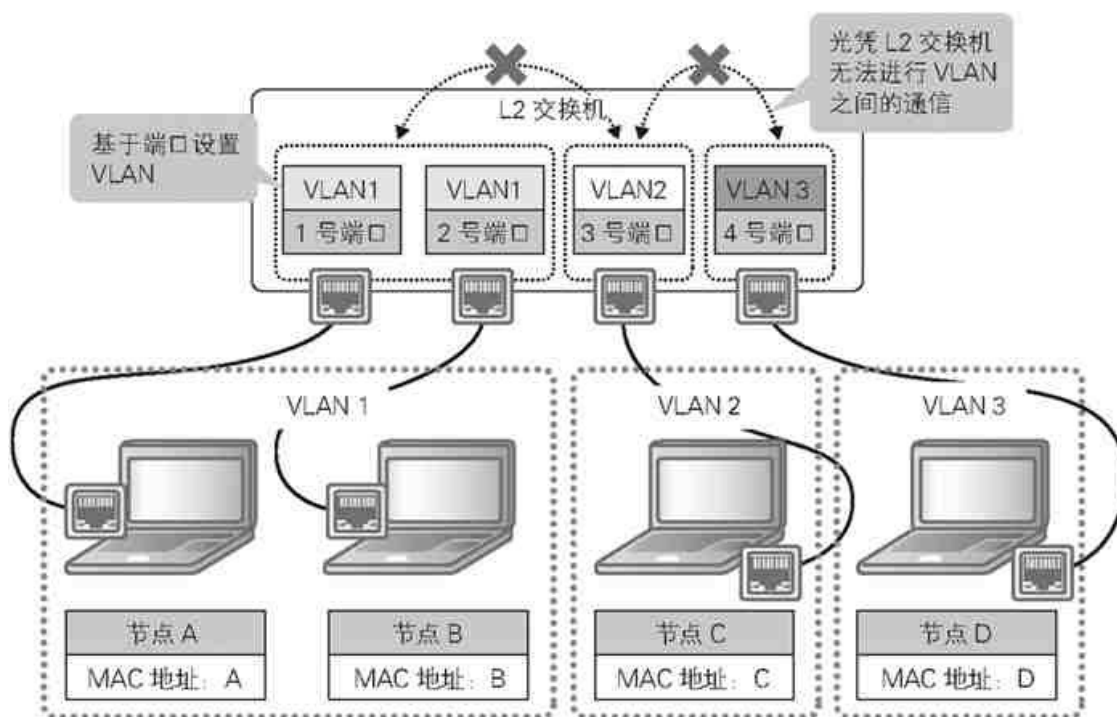 光凭 L2 交换机
无法进行 VLAN
之间的通信
L2 交换机
基于端口设置
VLAN
VLAN1
VLAN1
VLAN2
VLAN 3
1 号端口
2 号端口
3 号端口
4 号端口
VLAN 1
VLAN 2
VLAN 3
节点 A
节点 B
节点 C
节点 D
MAC 地址: A
MAC 地址: B
MAC 地址: C
MAC 地址: D